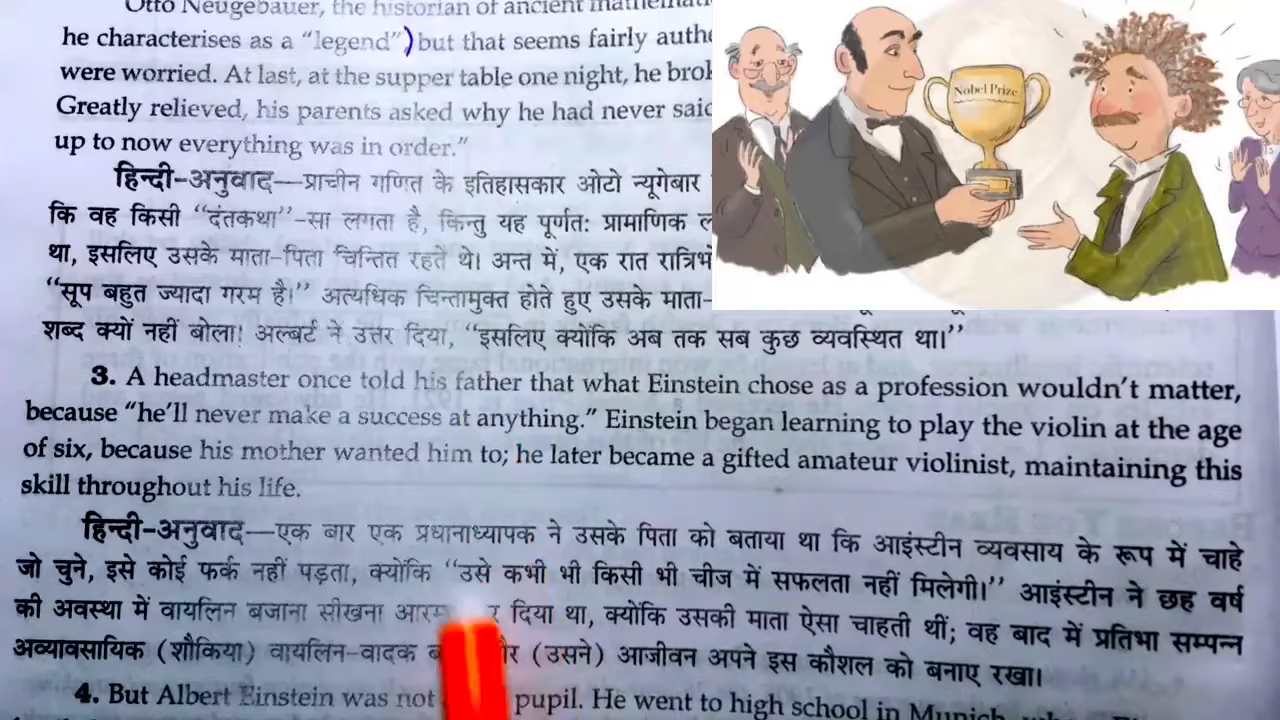 Otto Neugebauer, the historian of ancient
he characterises as a “legend”) but that seems fairly
were worried. At last, at the supper table one night, he
Greatly relieved, his parents asked why he had never
up to now everything was in order.”
हिन्दी-अनुवाद—प्राचीन गणित के इतिहासकार ओटो न्यूगेबार
कि वह किसी “दंतकथा”-सा लगता है, किन्तु यह पूर्णतः प्रामाणिक
था, इसलिए उसके माता-पिता चिन्तित रहते थे। अन्त में, एक रात
“सूप बहुत ज्यादा गरम है।” अत्यधिक चिन्तामुक्त होते हुए उसके माता-
शब्द क्यों नहीं बोला! अल्बर्ट ने उत्तर दिया, “इसलिए क्योंकि अब तक सब कुछ व्यवस्थित था।”
Nobel Prize
3. A headmaster once told his father that what Einstein chose as a profession wouldn’t matter,
because “he’ll never make a success at anything.” Einstein began learning to play the violin at the age
of six, because his mother wanted him to; he later became a gifted amateur violinist, maintaining this
skill throughout his life.
हिन्दी-अनुवाद—एक बार एक प्रधानाध्यापक ने उसके पिता को बताया था कि आइंस्टीन व्यवसाय के रूप में चाहे
जो चुने, इसे कोई फर्क नहीं पड़ता, क्योंकि “उसे कभी भी किसी भी चीज में सफलता नहीं मिलेगी।” आइंस्टीन ने छह वर्ष
की अवस्था में वायलिन बजाना सीखना दिया था, क्योंकि उसकी माता ऐसा चाहती थीं; वह बाद में प्रतिभा सम्पन्न
अव्यावसायिक (शौकिया) वायलिन-वादक (उसने) आजीवन अपने इस कौशल को बनाए रखा।
4. But Albert Einstein was not pupil. He went to high school in